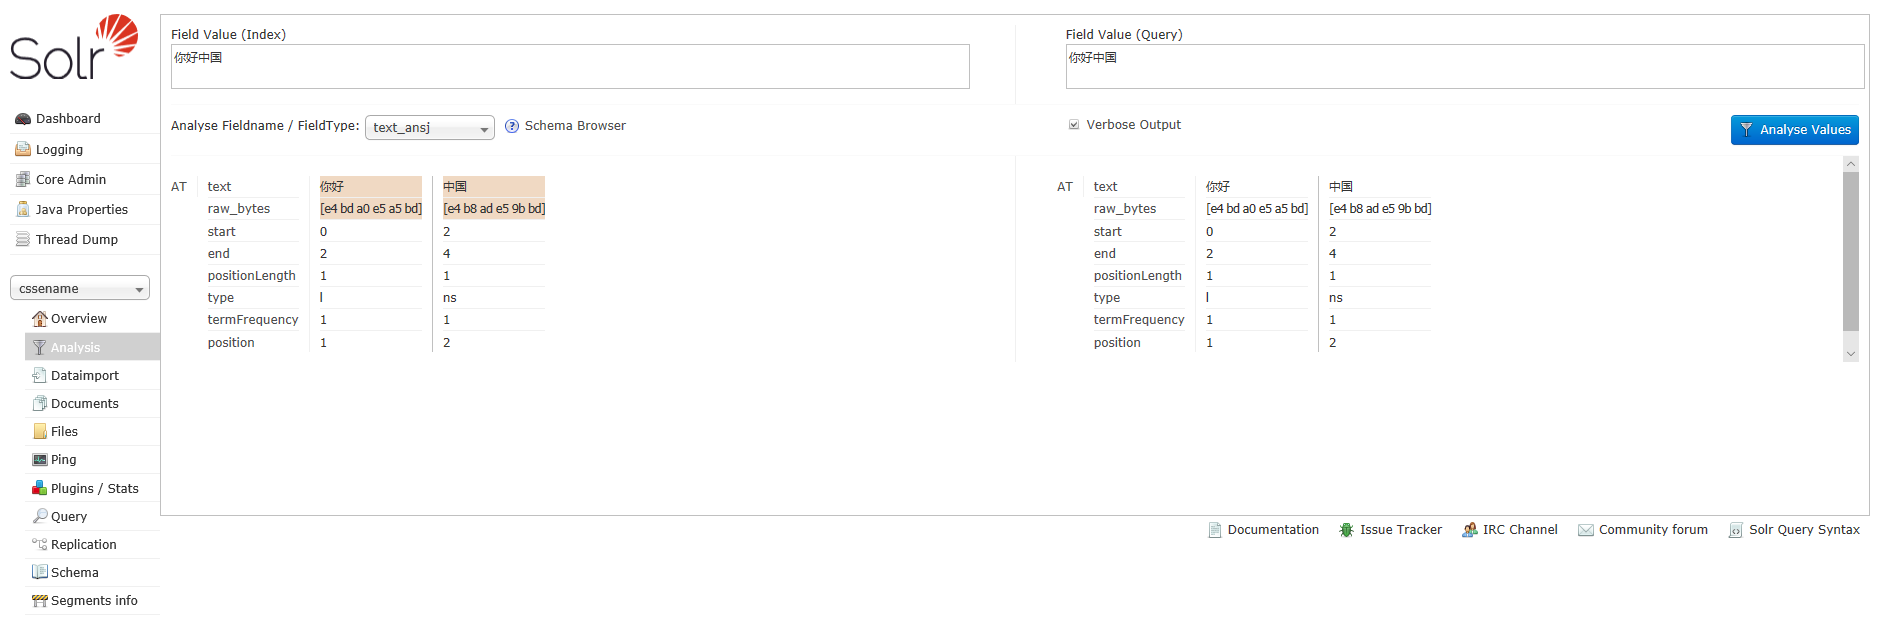 Solr
Dashboard
Logging
Core Admin
Java Properties
Thread Dump
cssename
Overview
Analysis
Dataimport
Documents
Files
Ping
Plugins / Stats
Query
Replication
Schema
Segments info
Field Value (Index)
你好中国
Field Value (Query)
你好中国
Analyse Fieldname / FieldType: text_ansj Schema Browser
Verbose Output
Analyse Values
AT text 你好 中国
raw_bytes [e4 bd a0 e5 a5 bd] [e4 b8 ad e5 9b bd]
start 0 2
end 2 4
positionLength 1 1
type l ns
termFrequency 1 1
position 1 2
AT text 你好 中国
raw_bytes [e4 bd a0 e5 a5 bd] [e4 b8 ad e5 9b bd]
start 0 2
end 2 4
positionLength 1 1
type l ns
termFrequency 1 1
position 1 2
Documentation Issue Tracker IRC Channel Community forum Solr Query Syntax